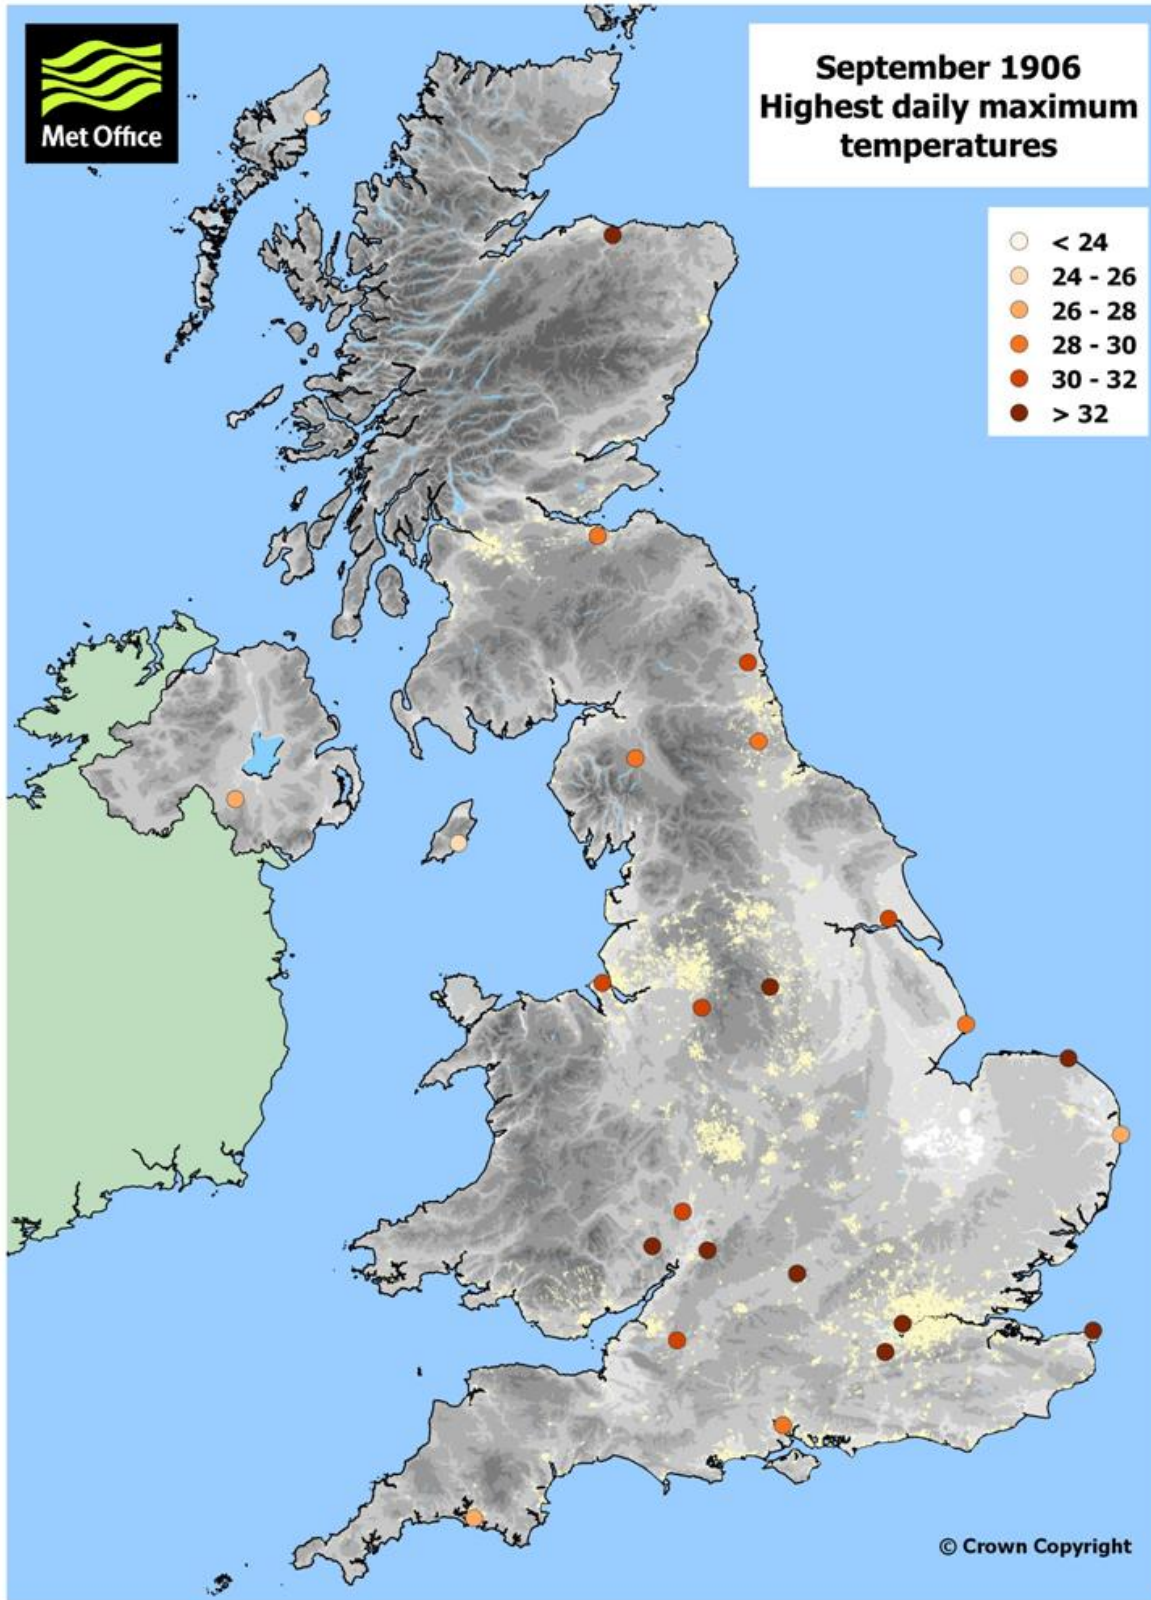 Met Office
September 1906
Highest daily maximum
temperatures
< 24
24 - 26
26 - 28
28 - 30
30 - 32
> 32
© Crown Copyright